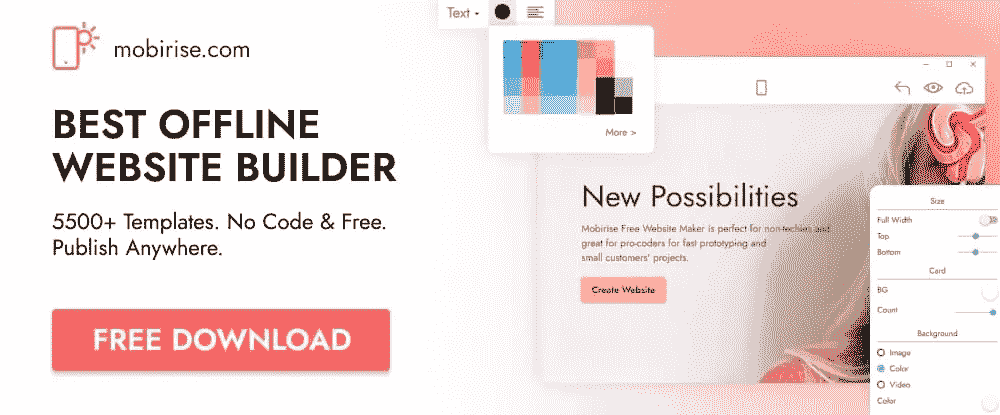 mobirise.com
BEST OFFLINE
WEBSITE BUILDER
5500+ Templates. No Code & Free.
Publish Anywhere.
FREE DOWNLOAD
Text
More >
New Possibilities
Mobirise Free Website Maker is perfect for non-techies and
great for pro-coders for fast prototyping and
small customers' projects.
Create Website
Size
Full Width
Top
Bottom
Card
BG
Count
Background
Image
Color
Video
Color